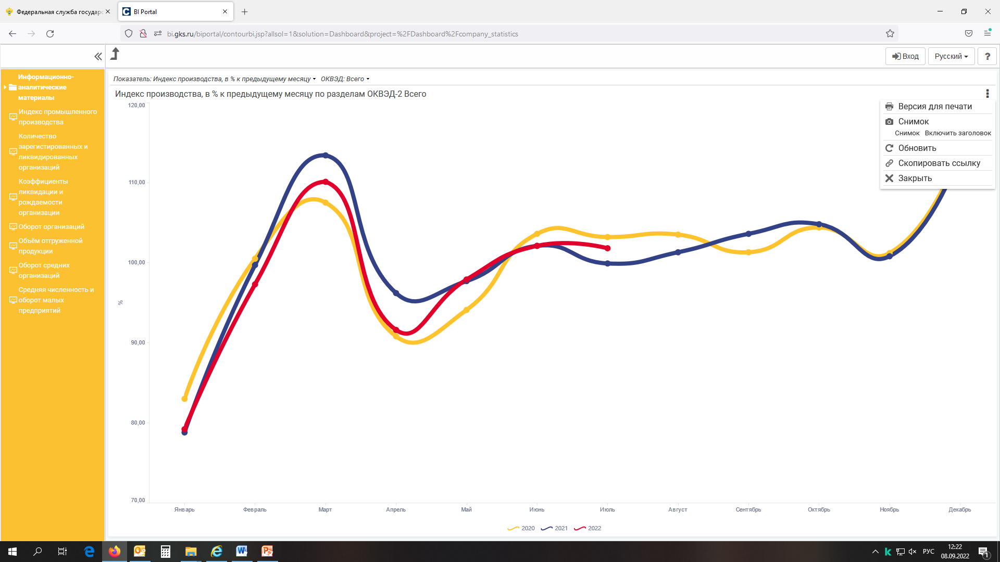 Федеральная служба государс
BI Portal
bi.gks.ru/biportal/contourbi.jsp?allsol=1&solution=Dashboard&project=%2FDashboard%2Fcompany_statistics
Вход
Русский
?
Информационно-
аналитические
материалы
Индекс промышленного
производства
Количество
зарегистрированных и
ликвидированных
организаций
Коэффициенты
ликвидации и
рождаемости
организации
Оборот организаций
Объём отгруженной
продукции
Оборот средних
организаций
Средняя численность и
оборот малых
предприятий
Показатель: Индекс производства, в % к предыдущему месяцу ОКВЭД: Всего
Индекс производства, в % к предыдущему месяцу по разделам ОКВЭД-2 Всего
Версия для печати
Снимок
Снимок Включить заголовок
Обновить
Скопировать ссылку
Закрыть
120,00
110,00
100,00
90,00
80,00
70,00
%
Январь Февраль Март Апрель Май Июнь Июль Август Сентябрь Октябрь Ноябрь Декабрь
2020 2021 2022
РУС
12:22
08.09.2022
1